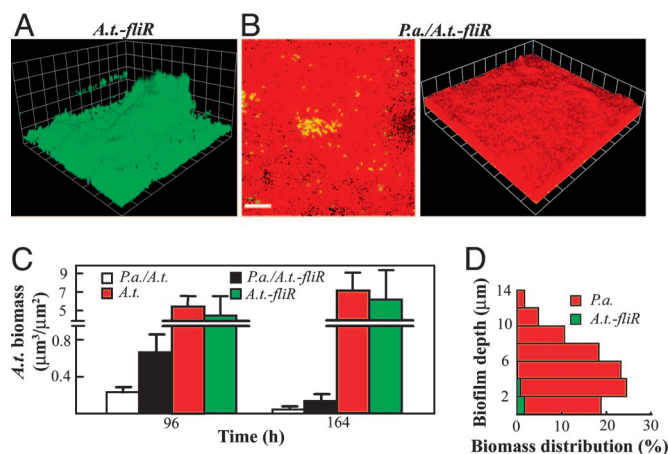 A
A.t.-fliR
B
P.a./A.t.-fliR
C
A.t. biomass
(μm³/μm²)
9
7
5
0.8
0.4
P.a./A.t.
P.a./A.t.-fliR
A.t.
A.t.-fliR
96
164
Time (h)
D
Biofilm depth (μm)
14
10
6
2
P.a.
A.t.-fliR
0
10
20
30
Biomass distribution (%)